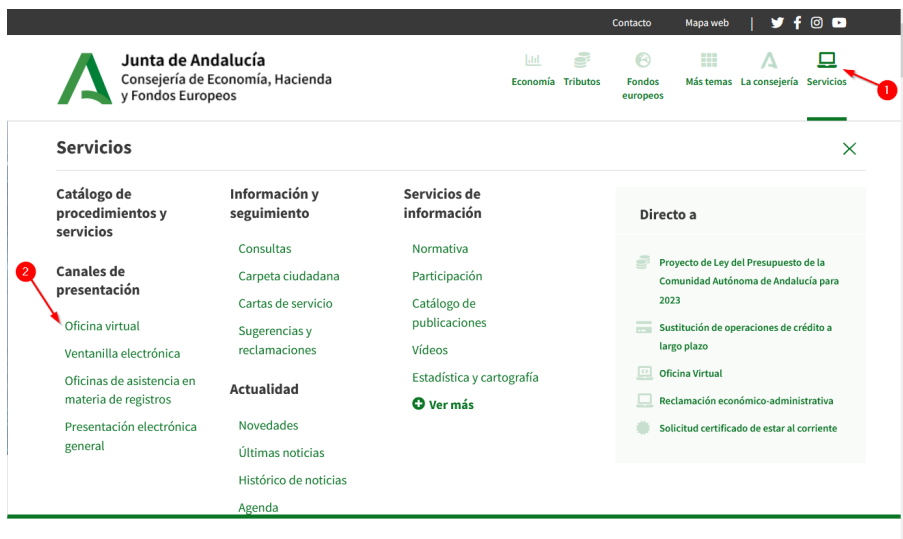 Contacto
Mapa web
Junta de Andalucía
Consejería de Economía, Hacienda
y Fondos Europeos
Economía
Tributos
Fondos
europeos
Más temas
La consejería
Servicios
1
Servicios
Catálogo de
procedimientos y
servicios
2
Canales de
presentación
Oficina virtual
Ventanilla electrónica
Oficinas de asistencia en
materia de registros
Presentación electrónica
general
Información y
seguimiento
Consultas
Carpeta ciudadana
Cartas de servicio
Sugerencias y
reclamaciones
Actualidad
Novedades
Últimas noticias
Histórico de noticias
Agenda
Servicios de
información
Normativa
Participación
Catálogo de
publicaciones
Vídeos
Estadística y cartografía
Ver más
Directo a
Proyecto de Ley del Presupuesto de la
Comunidad Autónoma de Andalucía para
2023
Sustitución de operaciones de crédito a
largo plazo
Oficina Virtual
Reclamación económico-administrativa
Solicitud certificado de estar al corriente